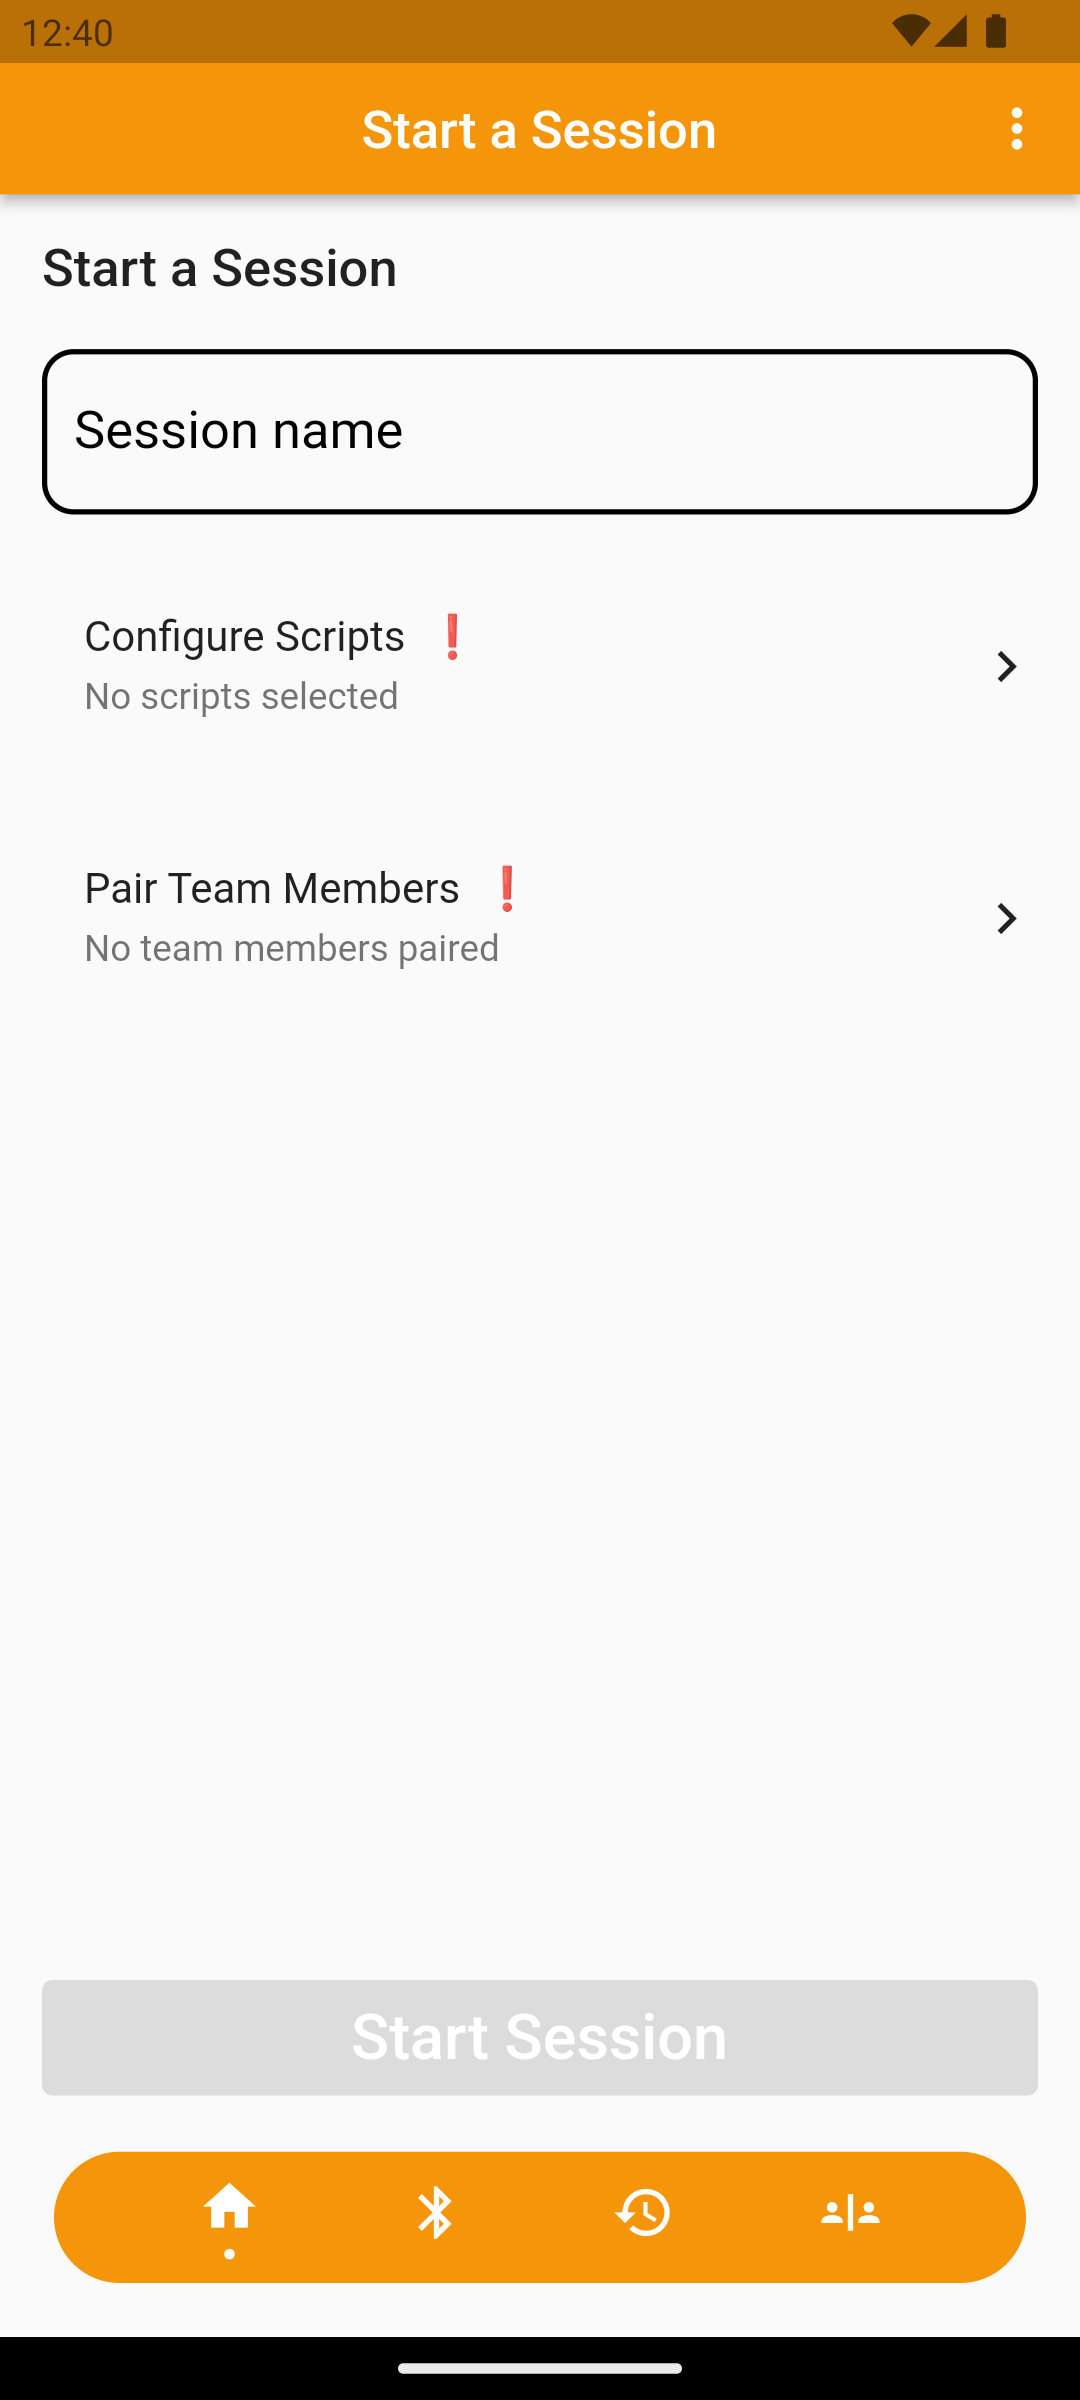 12:40
Start a Session
Start a Session
Session name
Configure Scripts ❗
No scripts selected
Pair Team Members ❗
No team members paired
Start Session